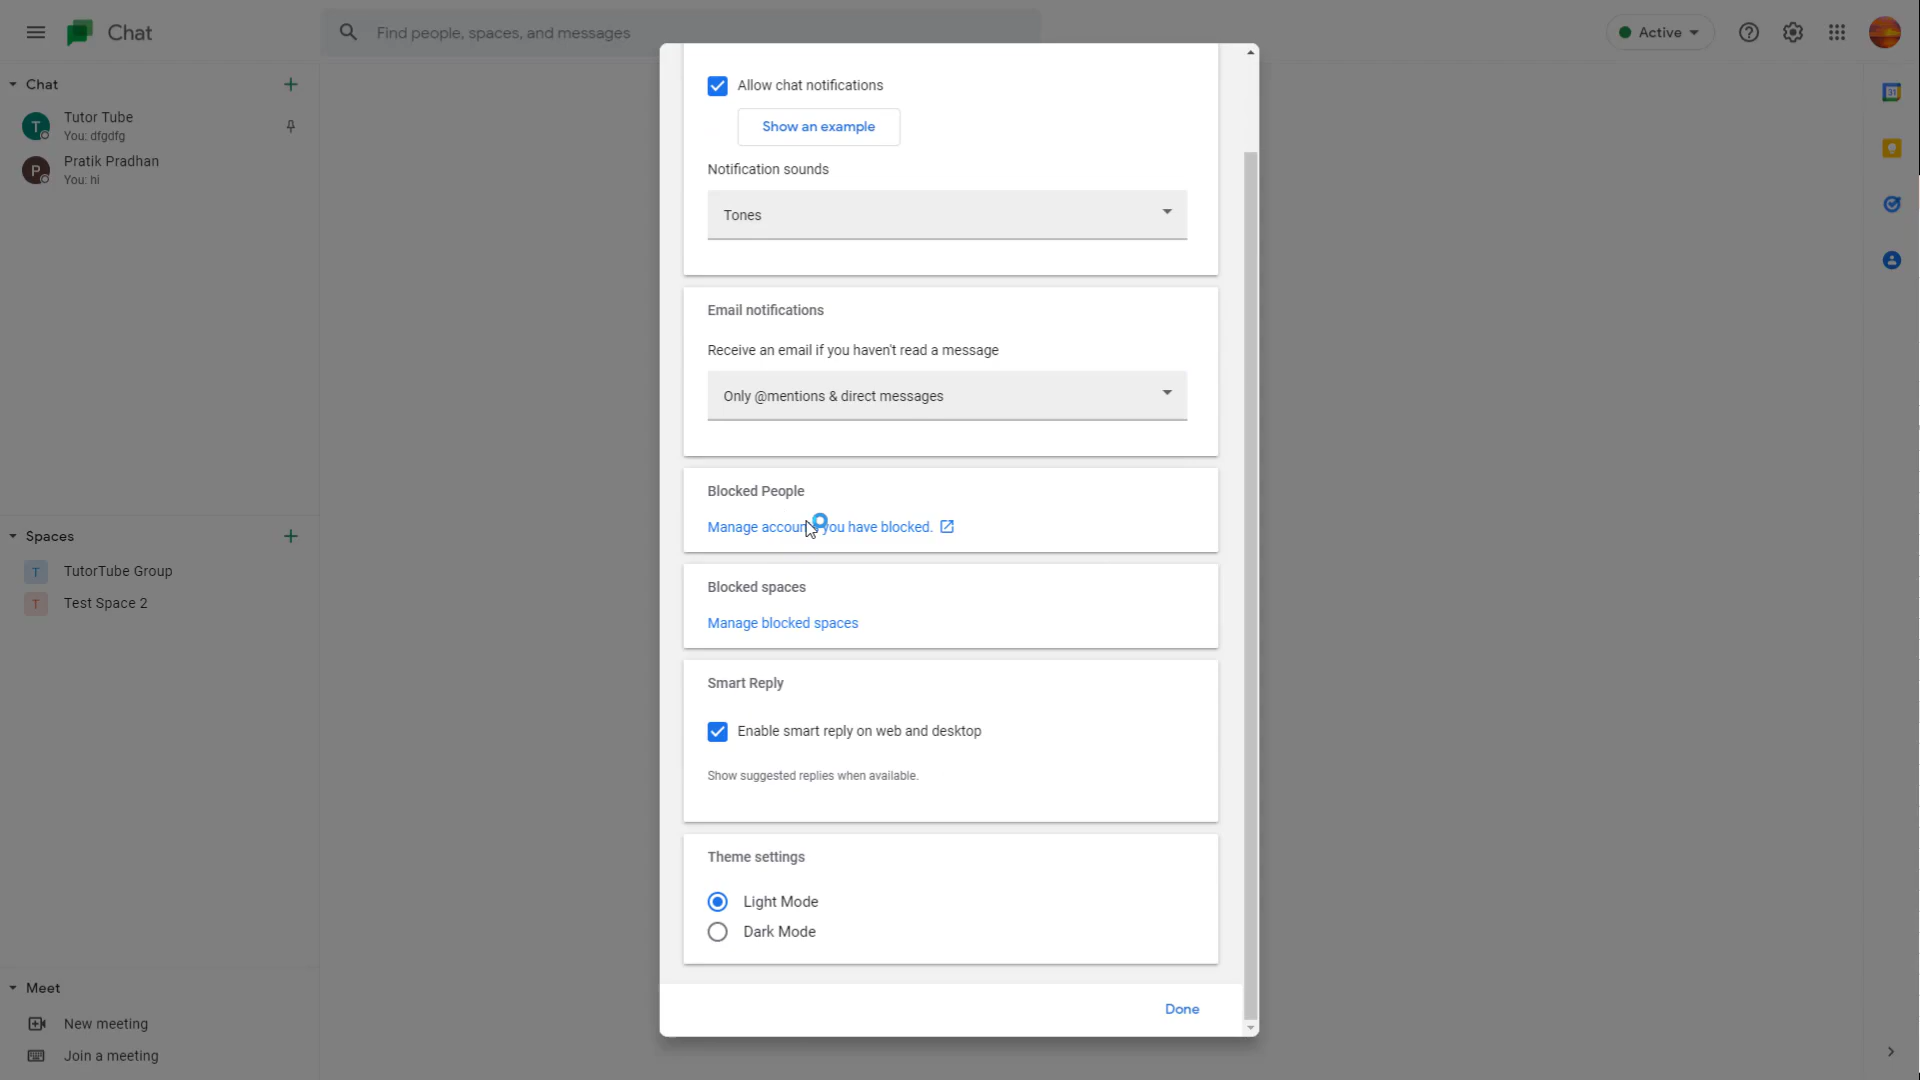 Chat
Find people, spaces, and messages
Active
Chat
Tutor Tube
You: dfgdfg
Pratik Pradhan
You: hi
Spaces
TutorTube Group
Test Space 2
Meet
New meeting
Join a meeting
Allow chat notifications
Show an example
Notification sounds
Tones
Email notifications
Receive an email if you haven't read a message
Only @mentions & direct messages
Blocked People
Manage accounts you have blocked.
Blocked spaces
Manage blocked spaces
Smart Reply
Enable smart reply on web and desktop
Show suggested replies when available.
Theme settings
Light Mode
Dark Mode
Done
T
P
T
T
31